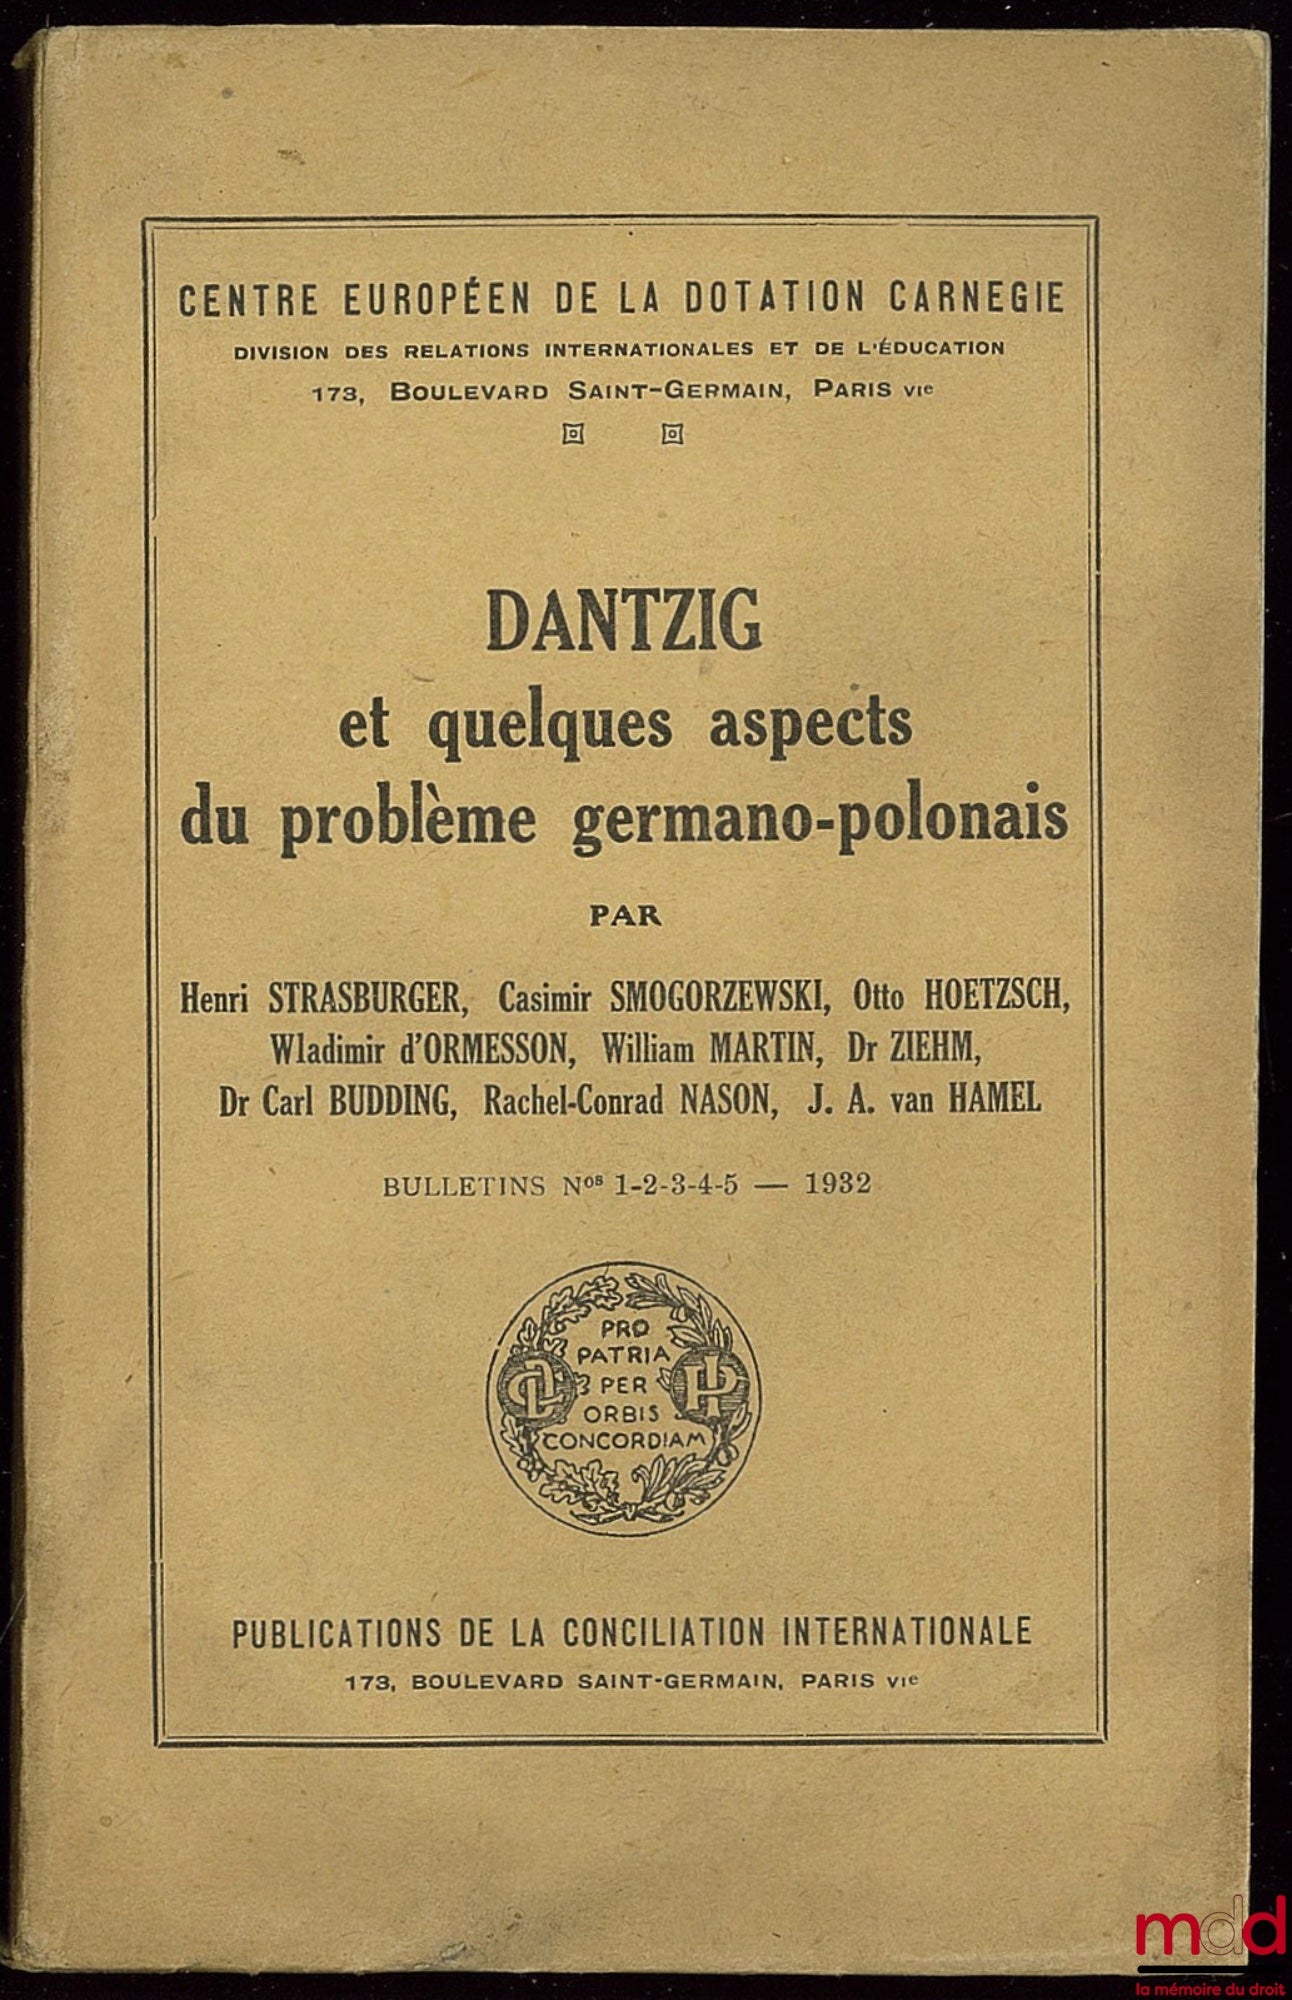 CENTRE EUROPÉEN DE LA DOTATION CARNEGIE
DIVISION DES RELATIONS INTERNATIONALES ET DE L'ÉDUCATION
173, BOULEVARD SAINT-GERMAIN, PARIS VIe
DANTZIG
et quelques aspects
du problème germano-polonais
PAR
Henri STRASBURGER, Casimir SMOGORZEWSKI, Otto HOETZSCH,
Wladimir d'ORMESSON, William MARTIN, Dr ZIEHM,
Dr Carl BUDDING, Rachel-Conrad NASON, J. A. van HAMEL
BULLETINS Nos 1-2-3-4-5 — 1932
PRO
PATRIA
PER
ORBIS
CONCORDIAM
PUBLICATIONS DE LA CONCILIATION INTERNATIONALE
173, BOULEVARD SAINT-GERMAIN, PARIS VIe
mdd
la mémoire du droit